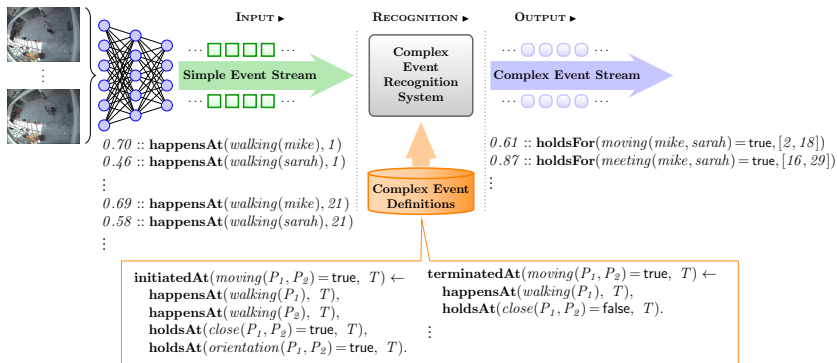 INPUT ►
RECOGNITION ►
OUTPUT ►
··· ···
Simple Event Stream
··· ···
Complex
Event
Recognition
System
··· ···
Complex Event Stream
··· ···
⋮
0.70 :: happensAt(walking(mike), 1)
0.46 :: happensAt(walking(sarah), 1)
⋮
0.69 :: happensAt(walking(mike), 21)
0.58 :: happensAt(walking(sarah), 21)
⋮
Complex Event
Definitions
0.61 :: holdsFor(moving(mike, sarah) = true, [2, 18])
0.87 :: holdsFor(meeting(mike, sarah) = true, [16, 29])
⋮
initiatedAt(moving(P₁, P₂) = true, T) ←
happensAt(walking(P₁), T),
happensAt(walking(P₂), T),
holdsAt(close(P₁, P₂) = true, T),
holdsAt(orientation(P₁, P₂) = true, T).
terminatedAt(moving(P₁, P₂) = true, T) ←
happensAt(walking(P₁), T),
holdsAt(close(P₁, P₂) = false, T).
⋮